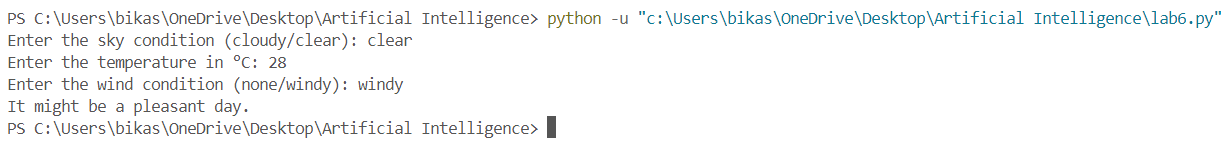 PS C:\Users\bikas\OneDrive\Desktop\Artificial Intelligence> python -u "c:\Users\bikas\OneDrive\Desktop\Artificial Intelligence\lab6.py"
Enter the sky condition (cloudy/clear): clear
Enter the temperature in °C: 28
Enter the wind condition (none/windy): windy
It might be a pleasant day.
PS C:\Users\bikas\OneDrive\Desktop\Artificial Intelligence>